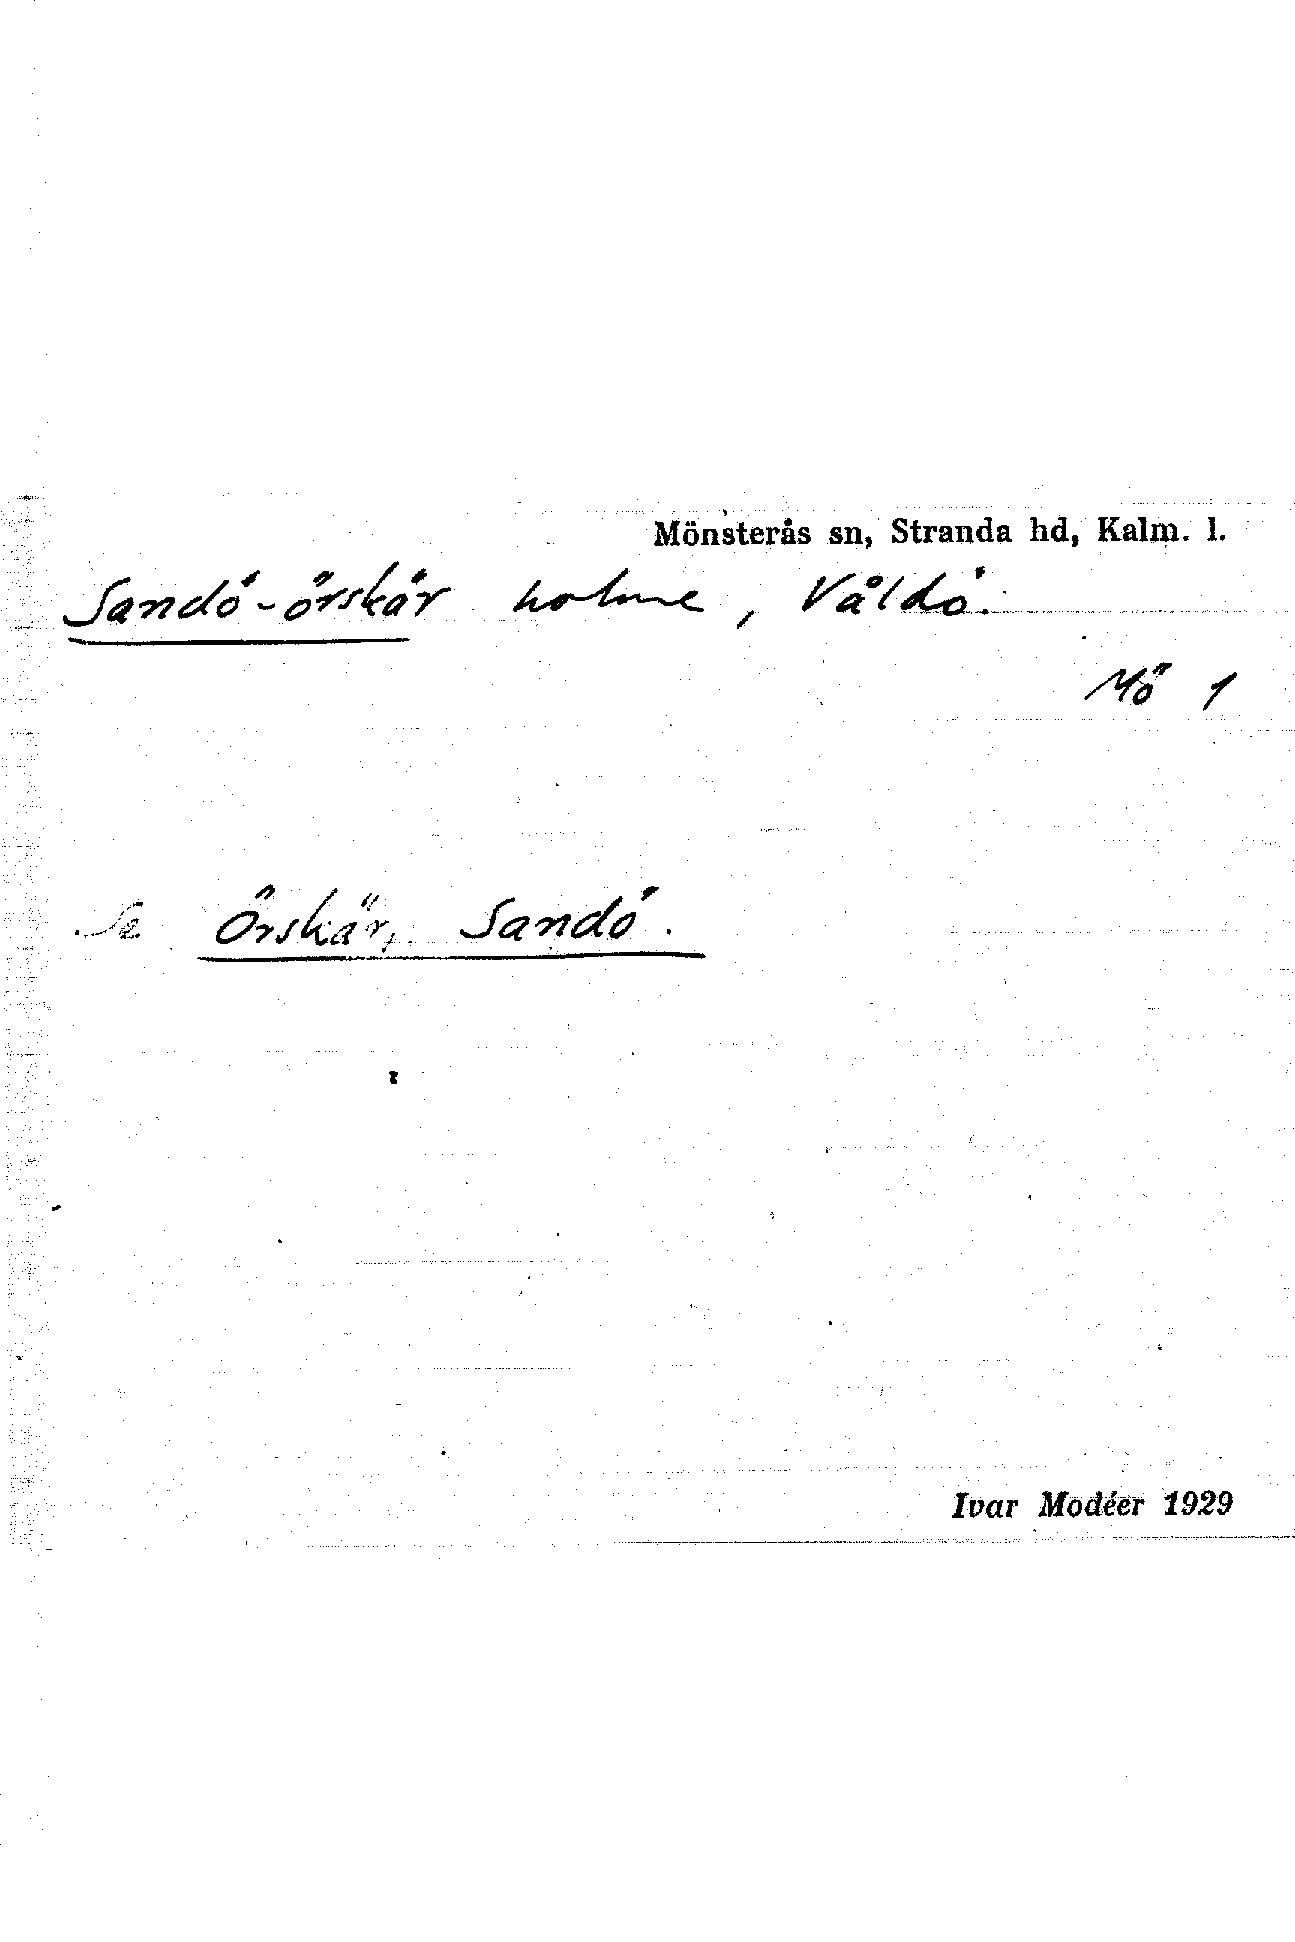 Mönsterås sn, Stranda hd, Kalm. l.
Sandö-örskär holme, Våldö.
Mö 1
Se Örskär, Sandö.
Ivar Modéer 1929